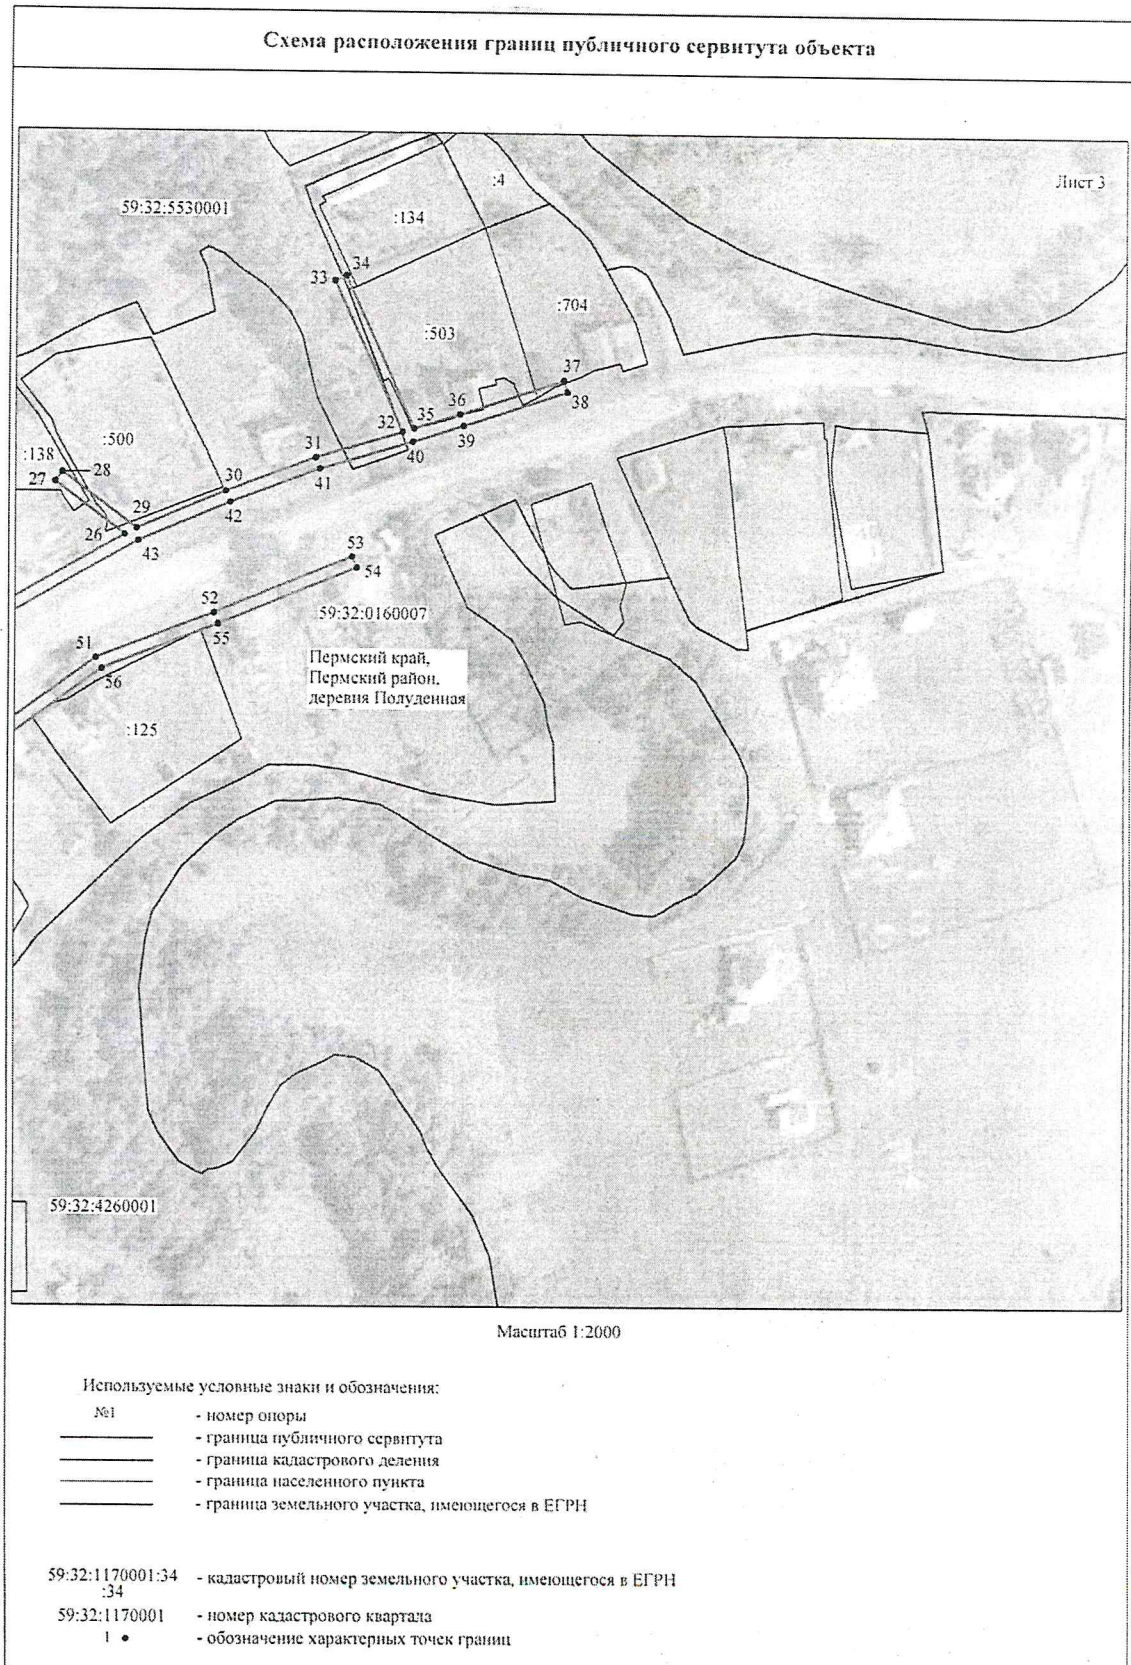 Схема расположения границ публичного сервитута объекта
Лист 3
59:32:5530001
:4
:134
34
33
:704
:503
37
38
36
35
39
32
40
31
41
:500
:138
28
27
30
42
29
26
43
53
54
52
59:32:0160007
55
51
56
Пермский край,
Пермский район,
деревня Полуденная
:125
59:32:4260001
Масштаб 1:2000
Используемые условные знаки и обозначения:
№1 - номер опоры
- граница публичного сервитута
- граница кадастрового деления
- граница населенного пункта
- граница земельного участка, имеющегося в ЕГРН
59:32:1170001:34 - кадастровый номер земельного участка, имеющегося в ЕГРН
:34
59:32:1170001 - номер кадастрового квартала
1 - обозначение характерных точек границ